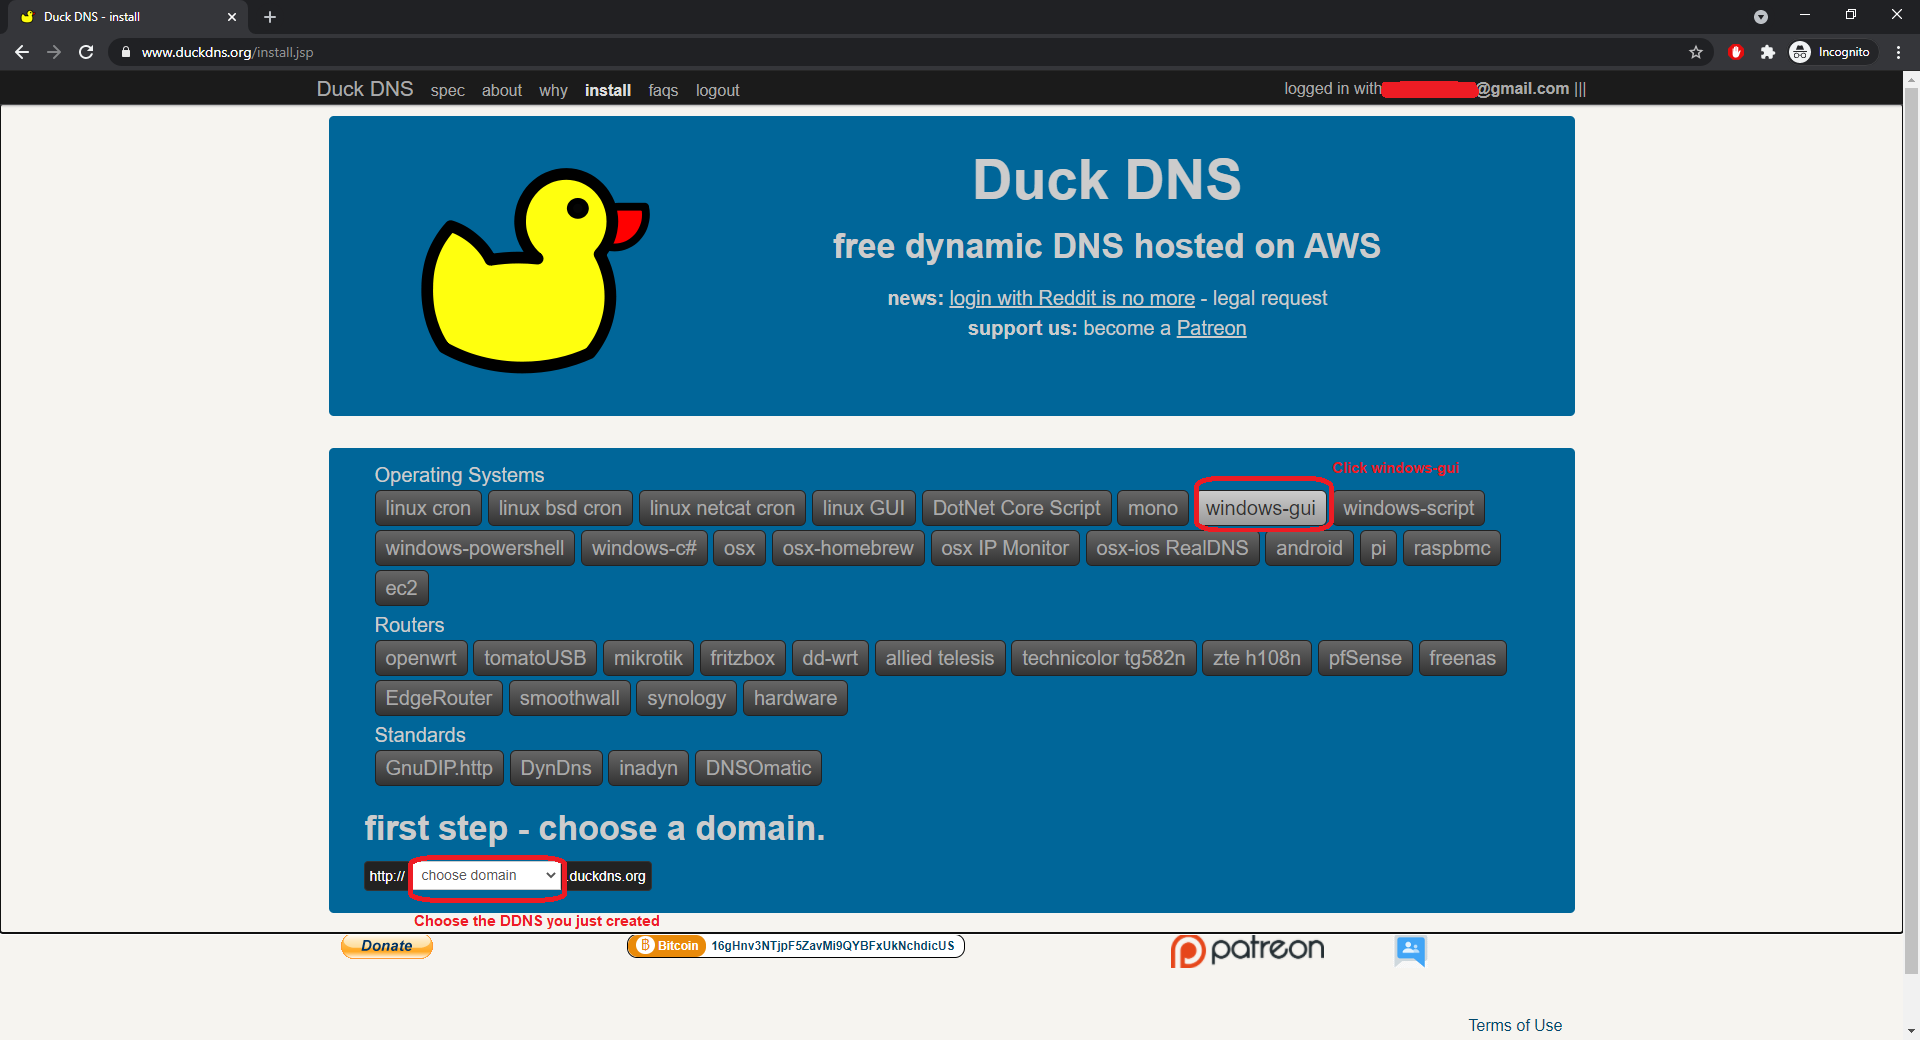 Duck DNS - install
www.duckdns.org/install.jsp
Incognito
Duck DNS spec about why install faqs logout
logged in with @gmail.com |||
Duck DNS
free dynamic DNS hosted on AWS
news: login with Reddit is no more - legal request
support us: become a Patreon
Click windows-gui
Operating Systems
linux cron linux bsd cron linux netcat cron linux GUI DotNet Core Script mono windows-gui windows-script
windows-powershell windows-c# osx osx-homebrew osx IP Monitor osx-ios RealDNS android pi raspbmc
ec2
Routers
openwrt tomatoUSB mikrotik fritzbox dd-wrt allied telesis technicolor tg582n zte h108n pfSense freenas
EdgeRouter smoothwall synology hardware
Standards
GnuDIP.http DynDns inadyn DNSOmatic
first step - choose a domain.
http:// choose domain .duckdns.org
Choose the DDNS you just created
Donate
Bitcoin 16gHnv3NTjpF5ZavMi9QYBFxUkNchdicUS
patreon
Terms of Use